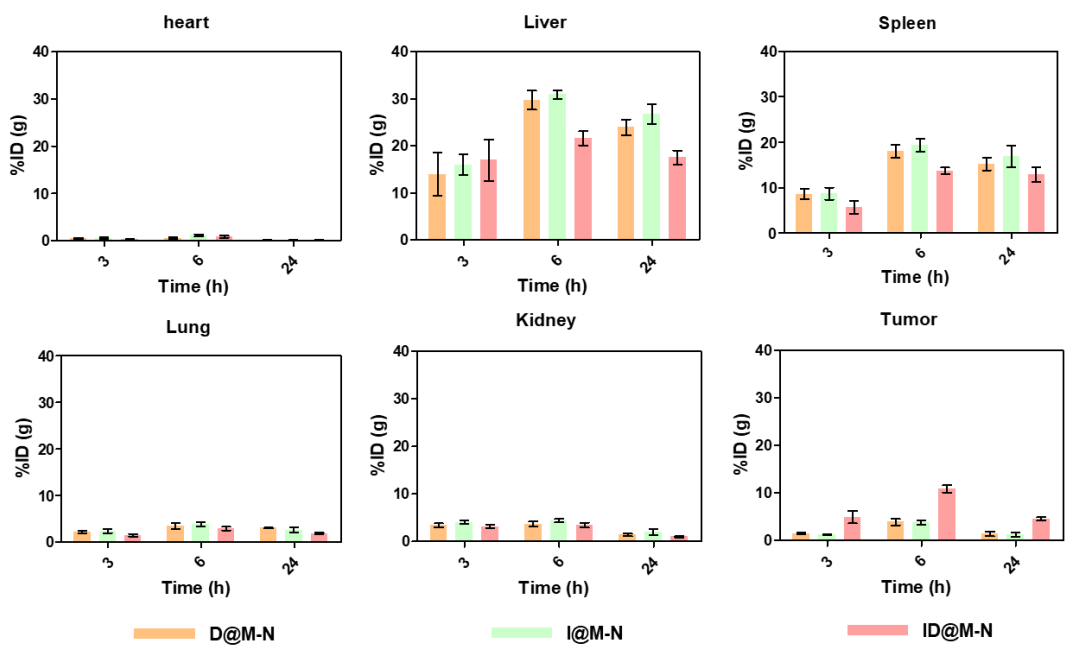 heart
40
30
20
10
0
%ID (g)
3
6
24
Time (h)
Liver
40
30
20
10
0
%ID (g)
3
6
24
Time (h)
Spleen
40
30
20
10
0
%ID (g)
3
6
24
Time (h)
Lung
40
30
20
10
0
%ID (g)
3
6
24
Time (h)
Kidney
40
30
20
10
0
%ID (g)
3
6
24
Time (h)
Tumor
40
30
20
10
0
%ID (g)
3
6
24
Time (h)
D@M-N
I@M-N
ID@M-N